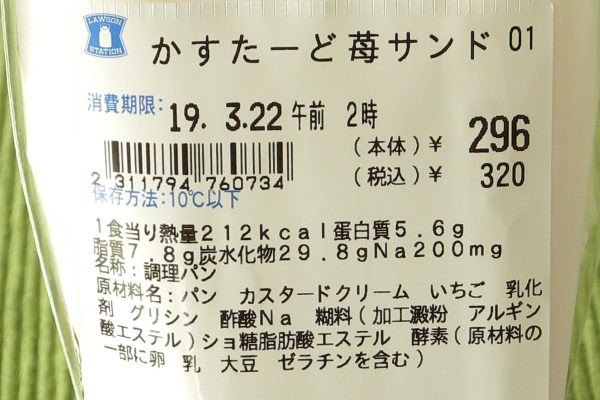 LAWSON
STATION
かすたーど苺サンド 01
消費期限: 19. 3.22 午前 2時
(本体)¥ 296
(税込)¥ 320
2 311794 760734
保存方法:10℃以下
1食当り熱量212kcal蛋白質5.6g
脂質7.8g炭水化物29.8gNa200mg
名称:調理パン
原材料名:パン カスタードクリーム いちご 乳化
剤 グリシン 酢酸Na 糊料(加工澱粉 アルギン
酸エステル)ショ糖脂肪酸エステル 酵素(原材料の
一部に卵 乳 大豆 ゼラチンを含む)